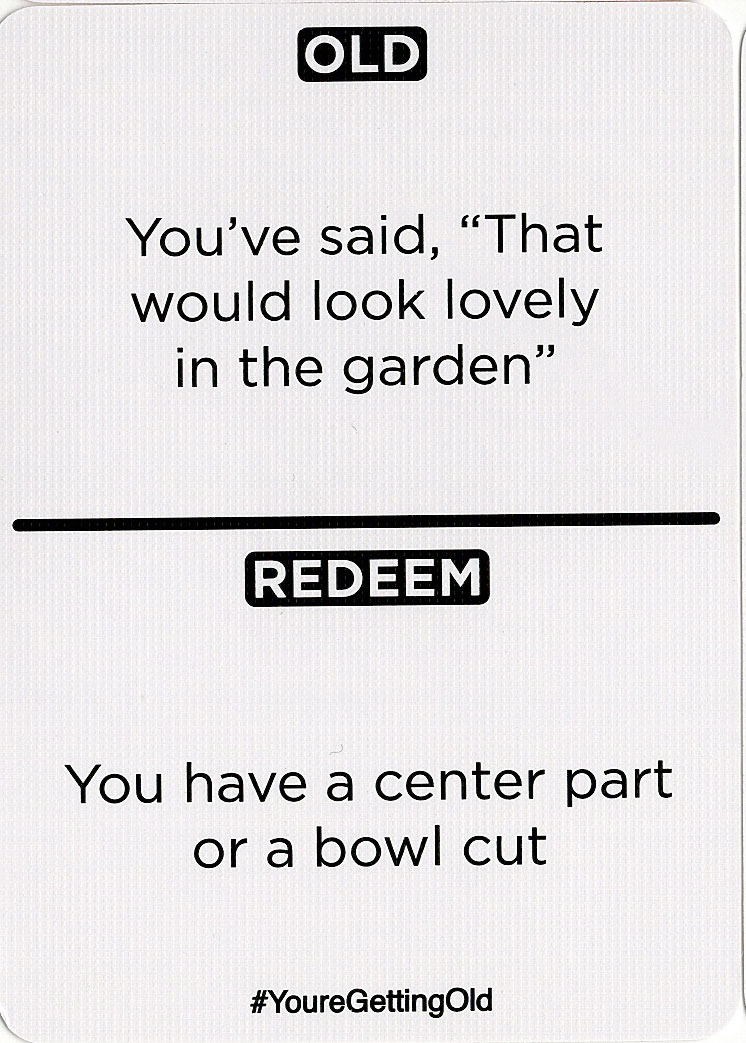 OLD
You’ve said, “That
would look lovely
in the garden”
REDEEM
You have a center part
or a bowl cut
#YoureGettingOld